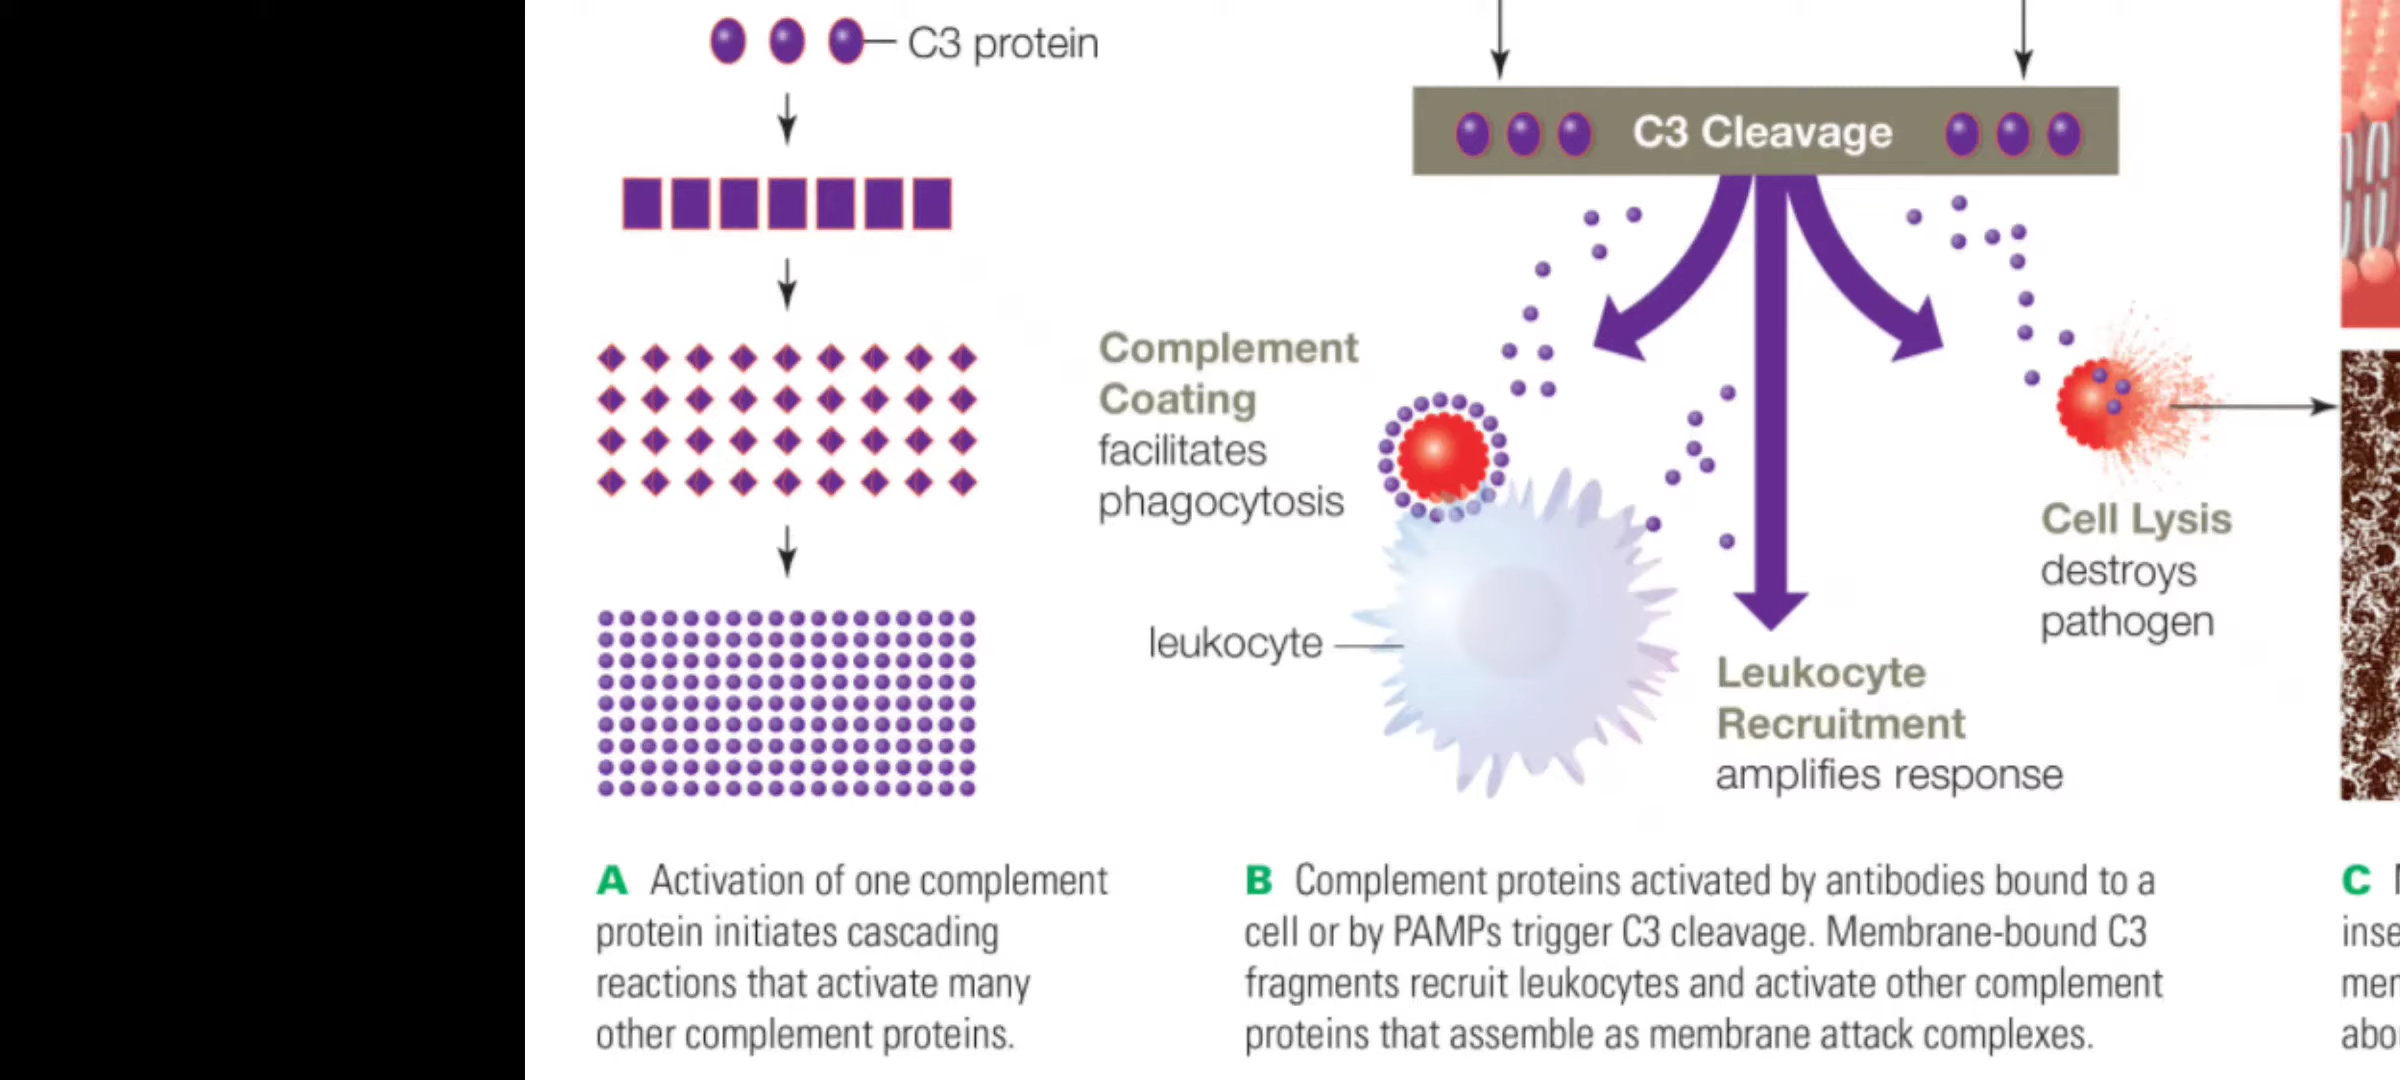 C3 protein
C3 Cleavage
Complement
Coating
facilitates
phagocytosis
leukocyte
Leukocyte
Recruitment
amplifies response
Cell Lysis
destroys
pathogen
A Activation of one complement
protein initiates cascading
reactions that activate many
other complement proteins.
B Complement proteins activated by antibodies bound to a
cell or by PAMPs trigger C3 cleavage. Membrane-bound C3
fragments recruit leukocytes and activate other complement
proteins that assemble as membrane attack complexes.
C